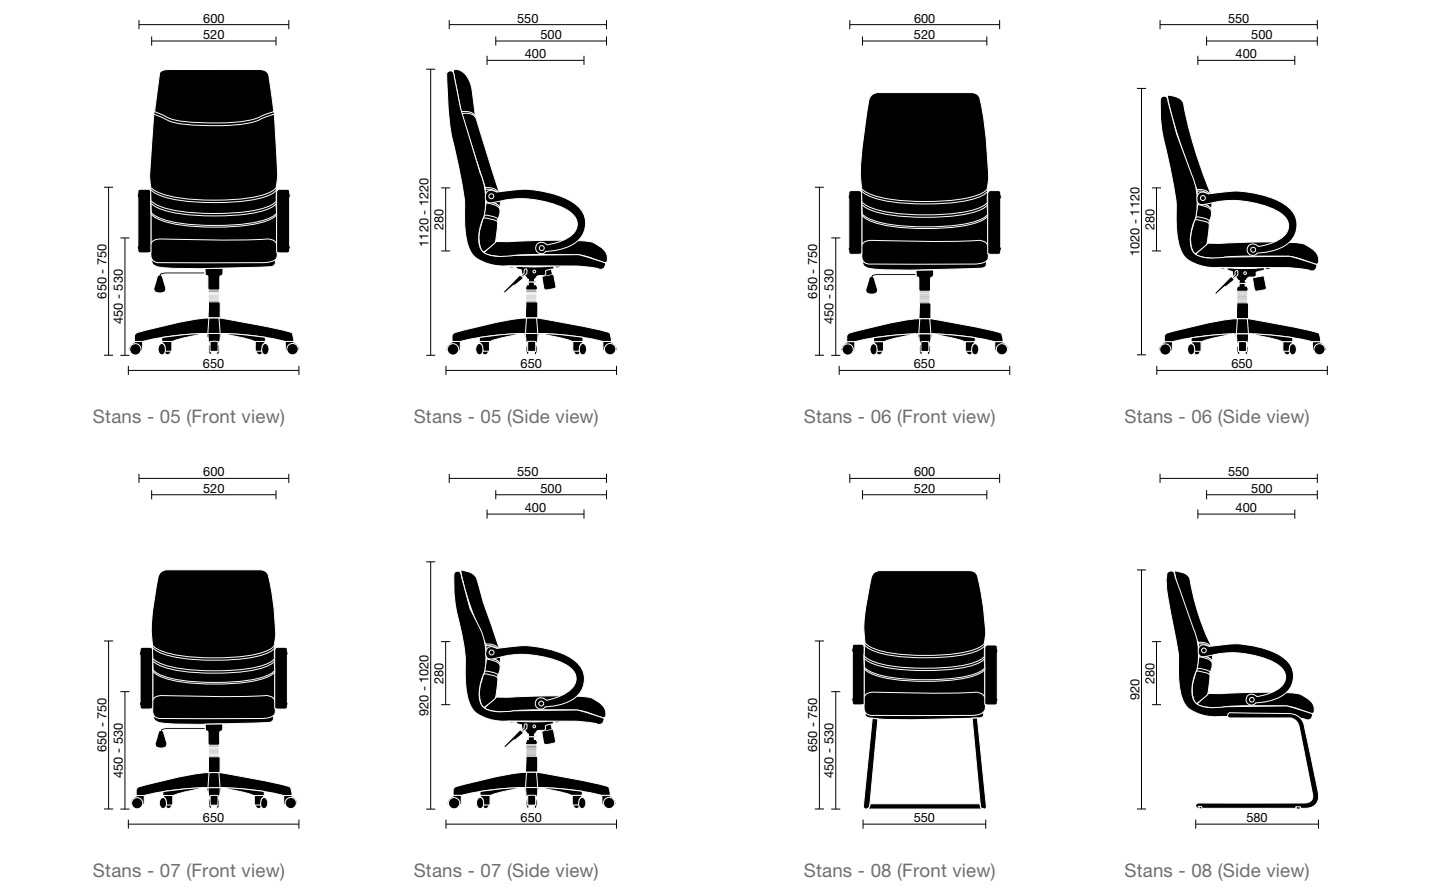 600
520
550
500
400
600
520
550
500
400
650 - 750
450 - 530
1120 - 1220
280
650 - 750
450 - 530
1020 - 1120
280
650
650
650
650
Stans - 05 (Front view)
Stans - 05 (Side view)
Stans - 06 (Front view)
Stans - 06 (Side view)
600
520
550
500
400
600
520
550
500
400
650 - 750
450 - 530
920 - 1020
280
650 - 750
450 - 530
920
280
650
650
550
580
Stans - 07 (Front view)
Stans - 07 (Side view)
Stans - 08 (Front view)
Stans - 08 (Side view)